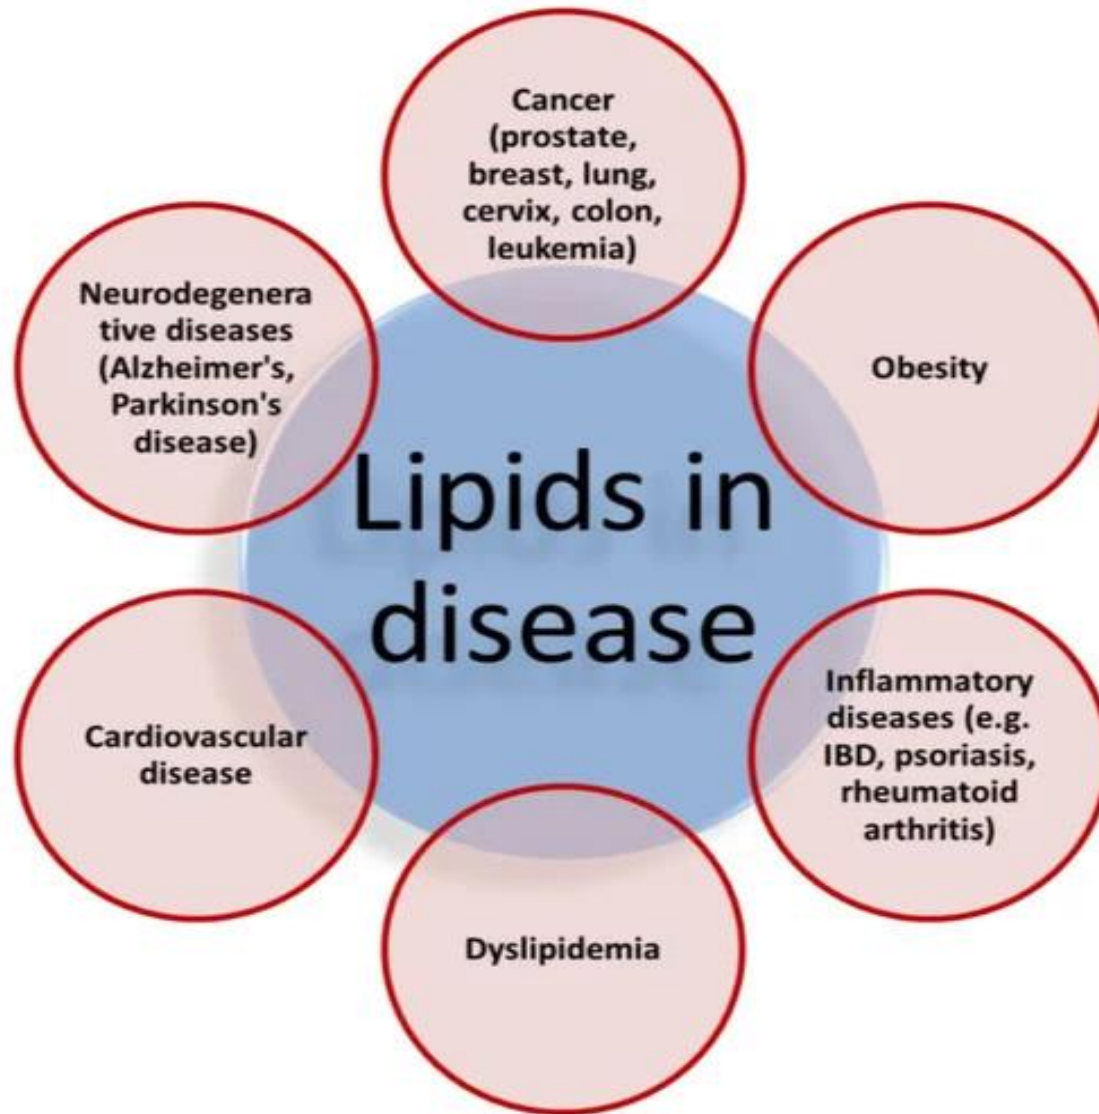 Cancer
(prostate,
breast, lung,
cervix, colon,
leukemia)
Neurodegenera
tive diseases
(Alzheimer's,
Parkinson's
disease)
Obesity
Lipids in
disease
Cardiovascular
disease
Inflammatory
diseases (e.g.
IBD, psoriasis,
rheumatoid
arthritis)
Dyslipidemia